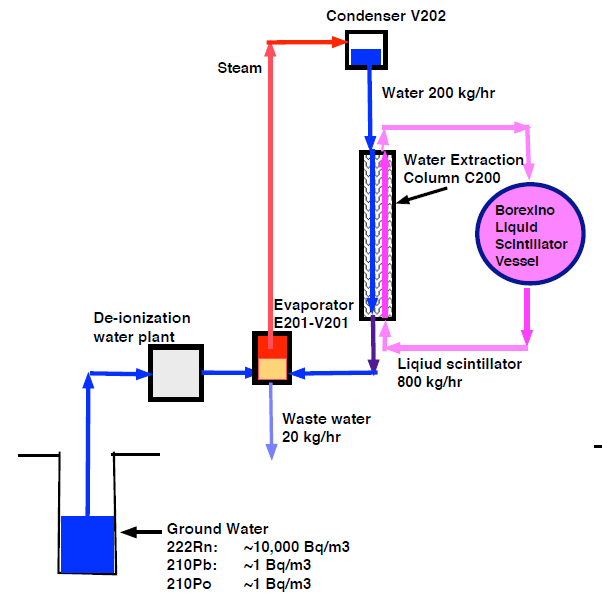 Condenser V202
Steam
Water 200 kg/hr
Water Extraction
Column C200
Borexino
Liquid
Scintillator
Vessel
Evaporator
E201-V201
De-ionization
water plant
Liqiud scintillator
800 kg/hr
Waste water
20 kg/hr
Ground Water
222Rn: ~10,000 Bq/m3
210Pb: ~1 Bq/m3
210Po ~1 Bq/m3